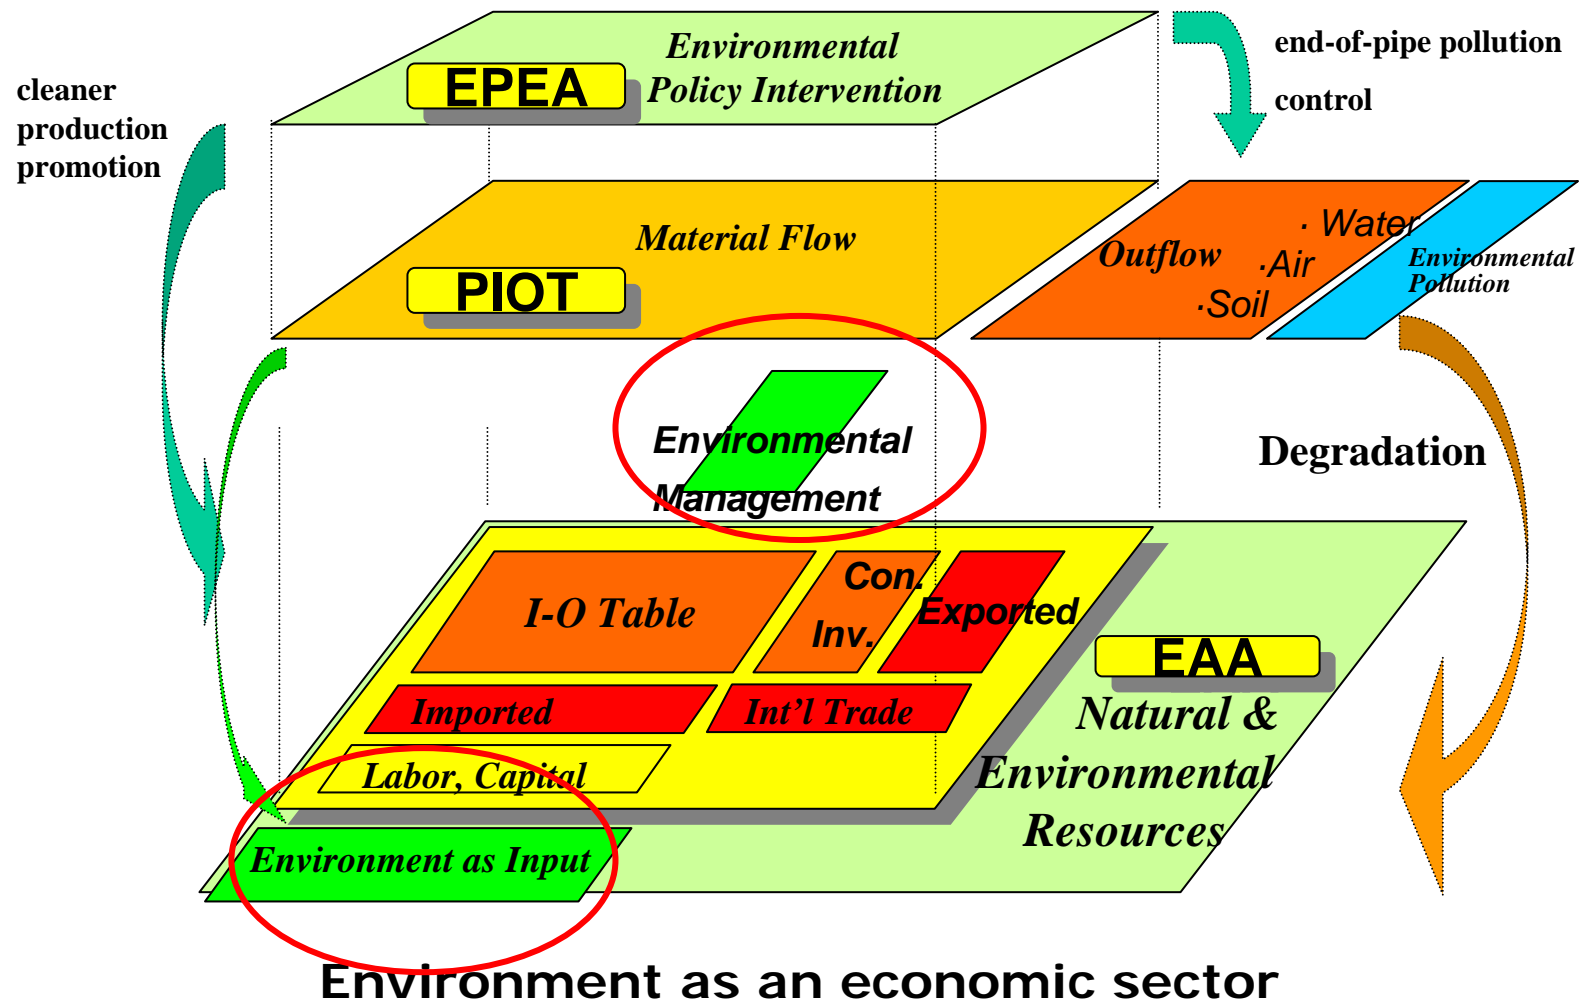 Environmental
Policy Intervention
EPEA
end-of-pipe pollution
control
cleaner
production
promotion
Material Flow
PIOT
Outflow
· Water
·Air
·Soil
Environmental
Pollution
Environmental
Management
Degradation
I-O Table
Con.
Inv.
Exported
EAA
Imported
Int'l Trade
Natural &
Environmental
Resources
Labor, Capital
Environment as Input
Environment as an economic sector